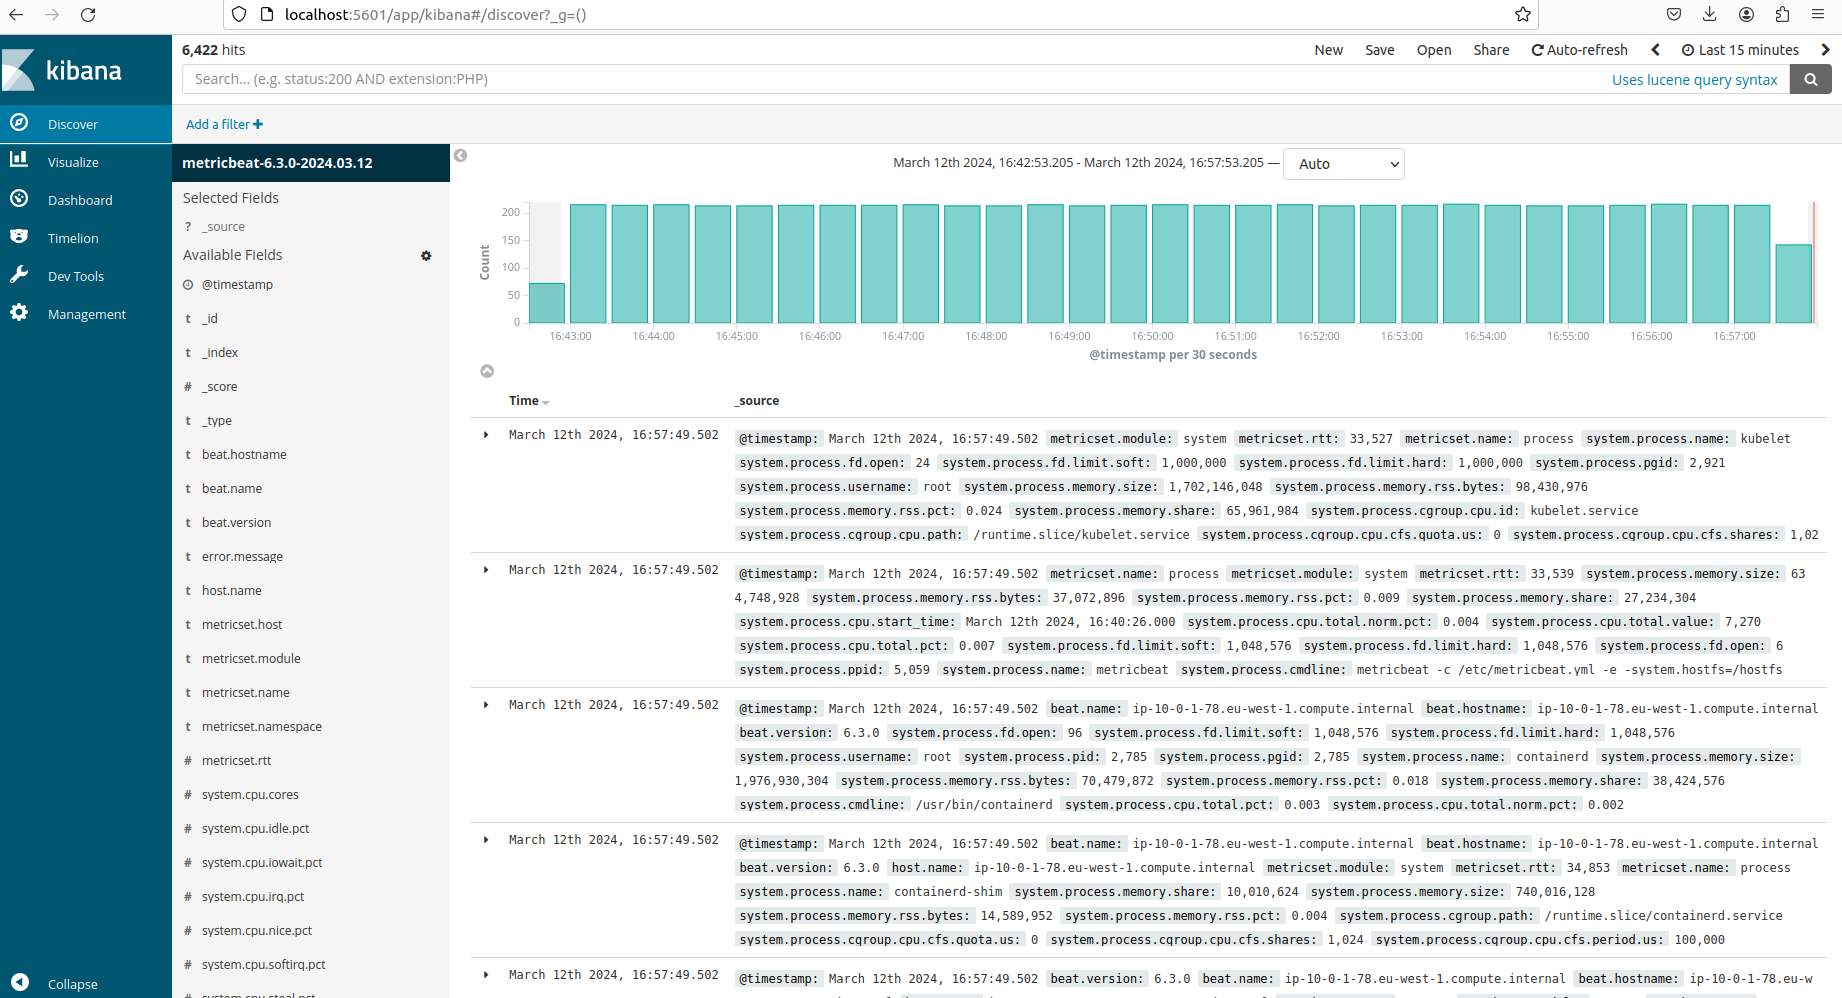 localhost:5601/app/kibana#/discover?_g=()
kibana
Discover
Visualize
Dashboard
Timelion
Dev Tools
Management
Collapse
6,422 hits
New Save Open Share Auto-refresh Last 15 minutes
Search... (e.g. status:200 AND extension:PHP) Uses lucene query syntax
Add a filter
metricbeat-6.3.0-2024.03.12
Selected Fields
? _source
Available Fields
@timestamp
t _id
t _index
# _score
t _type
t beat.hostname
t beat.name
t beat.version
t error.message
t host.name
t metricset.host
t metricset.module
t metricset.name
t metricset.namespace
# metricset.rtt
# system.cpu.cores
# system.cpu.idle.pct
# system.cpu.iowait.pct
# system.cpu.irq.pct
# system.cpu.nice.pct
# system.cpu.softirq.pct
# system.cpu.steal.pct
March 12th 2024, 16:42:53.205 - March 12th 2024, 16:57:53.205 — Auto
200
150
100
50
0
Count
16:43:00 16:44:00 16:45:00 16:46:00 16:47:00 16:48:00 16:49:00 16:50:00 16:51:00 16:52:00 16:53:00 16:54:00 16:55:00 16:56:00 16:57:00
@timestamp per 30 seconds
Time _source
March 12th 2024, 16:57:49.502 @timestamp: March 12th 2024, 16:57:49.502 metricset.module: system metricset.rtt: 33,527 metricset.name: process system.process.name: kubelet
system.process.fd.open: 24 system.process.fd.limit.soft: 1,000,000 system.process.fd.limit.hard: 1,000,000 system.process.pgid: 2,921
system.process.username: root system.process.memory.size: 1,702,146,048 system.process.memory.rss.bytes: 98,430,976
system.process.memory.rss.pct: 0.024 system.process.memory.share: 65,961,984 system.process.cgroup.cpu.id: kubelet.service
system.process.cgroup.cpu.path: /runtime.slice/kubelet.service system.process.cgroup.cpu.cfs.quota.us: 0 system.process.cgroup.cpu.cfs.shares: 1,02
March 12th 2024, 16:57:49.502 @timestamp: March 12th 2024, 16:57:49.502 metricset.name: process metricset.module: system metricset.rtt: 33,539 system.process.memory.size: 63
4,748,928 system.process.memory.rss.bytes: 37,072,896 system.process.memory.rss.pct: 0.009 system.process.memory.share: 27,234,304
system.process.cpu.start_time: March 12th 2024, 16:40:26.000 system.process.cpu.total.norm.pct: 0.004 system.process.cpu.total.value: 7,270
system.process.cpu.total.pct: 0.007 system.process.fd.limit.soft: 1,048,576 system.process.fd.limit.hard: 1,048,576 system.process.fd.open: 6
system.process.ppid: 5,059 system.process.name: metricbeat system.process.cmdline: metricbeat -c /etc/metricbeat.yml -e -system.hostfs=/hostfs
March 12th 2024, 16:57:49.502 @timestamp: March 12th 2024, 16:57:49.502 beat.name: ip-10-0-1-78.eu-west-1.compute.internal beat.hostname: ip-10-0-1-78.eu-west-1.compute.internal
beat.version: 6.3.0 system.process.fd.open: 96 system.process.fd.limit.soft: 1,048,576 system.process.fd.limit.hard: 1,048,576
system.process.username: root system.process.pid: 2,785 system.process.pgid: 2,785 system.process.name: containerd system.process.memory.size:
1,976,930,304 system.process.memory.rss.bytes: 70,479,872 system.process.memory.rss.pct: 0.018 system.process.memory.share: 38,424,576
system.process.cmdline: /usr/bin/containerd system.process.cpu.total.pct: 0.003 system.process.cpu.total.norm.pct: 0.002
March 12th 2024, 16:57:49.502 @timestamp: March 12th 2024, 16:57:49.502 beat.name: ip-10-0-1-78.eu-west-1.compute.internal beat.hostname: ip-10-0-1-78.eu-west-1.compute.internal
beat.version: 6.3.0 host.name: ip-10-0-1-78.eu-west-1.compute.internal metricset.module: system metricset.rtt: 34,853 metricset.name: process
system.process.name: containerd-shim system.process.memory.share: 10,010,624 system.process.memory.size: 740,016,128
system.process.memory.rss.bytes: 14,589,952 system.process.memory.rss.pct: 0.004 system.process.cgroup.path: /runtime.slice/containerd.service
system.process.cgroup.cpu.cfs.quota.us: 0 system.process.cgroup.cpu.cfs.shares: 1,024 system.process.cgroup.cpu.cfs.period.us: 100,000
March 12th 2024, 16:57:49.502 @timestamp: March 12th 2024, 16:57:49.502 beat.version: 6.3.0 beat.name: ip-10-0-1-78.eu-west-1.compute.internal beat.hostname: ip-10-0-1-78.eu-w